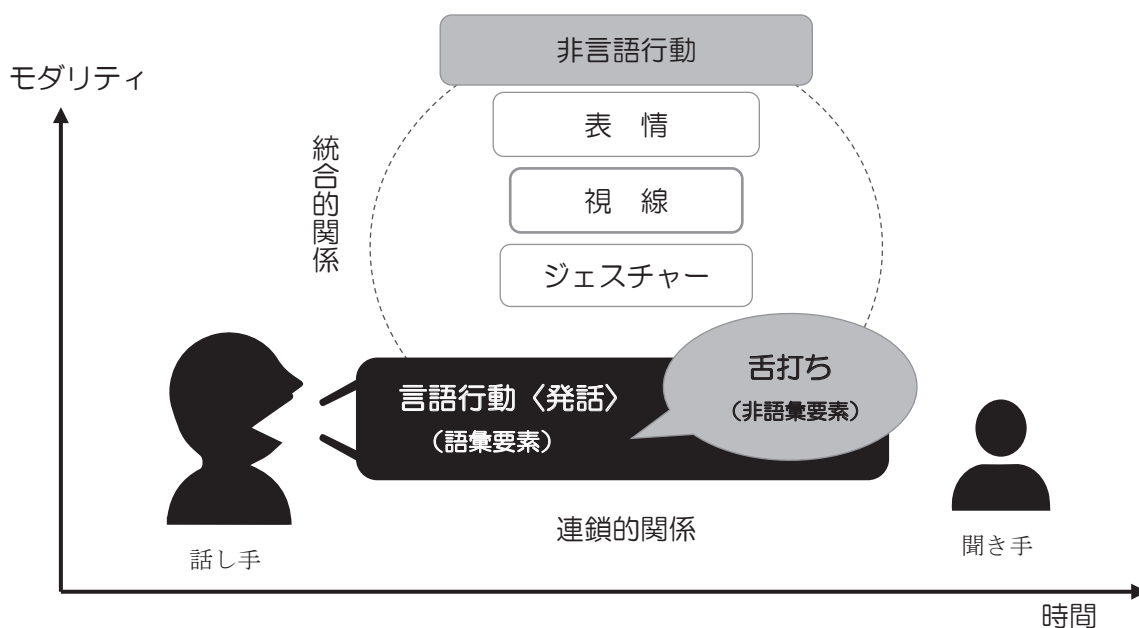 非言語行動
モダリティ
表　情
統合的関係
視　線
ジェスチャー
舌打ち
（非語彙要素）
言語行動〈発話〉
（語彙要素）
連鎖的関係
話し手
聞き手
時間